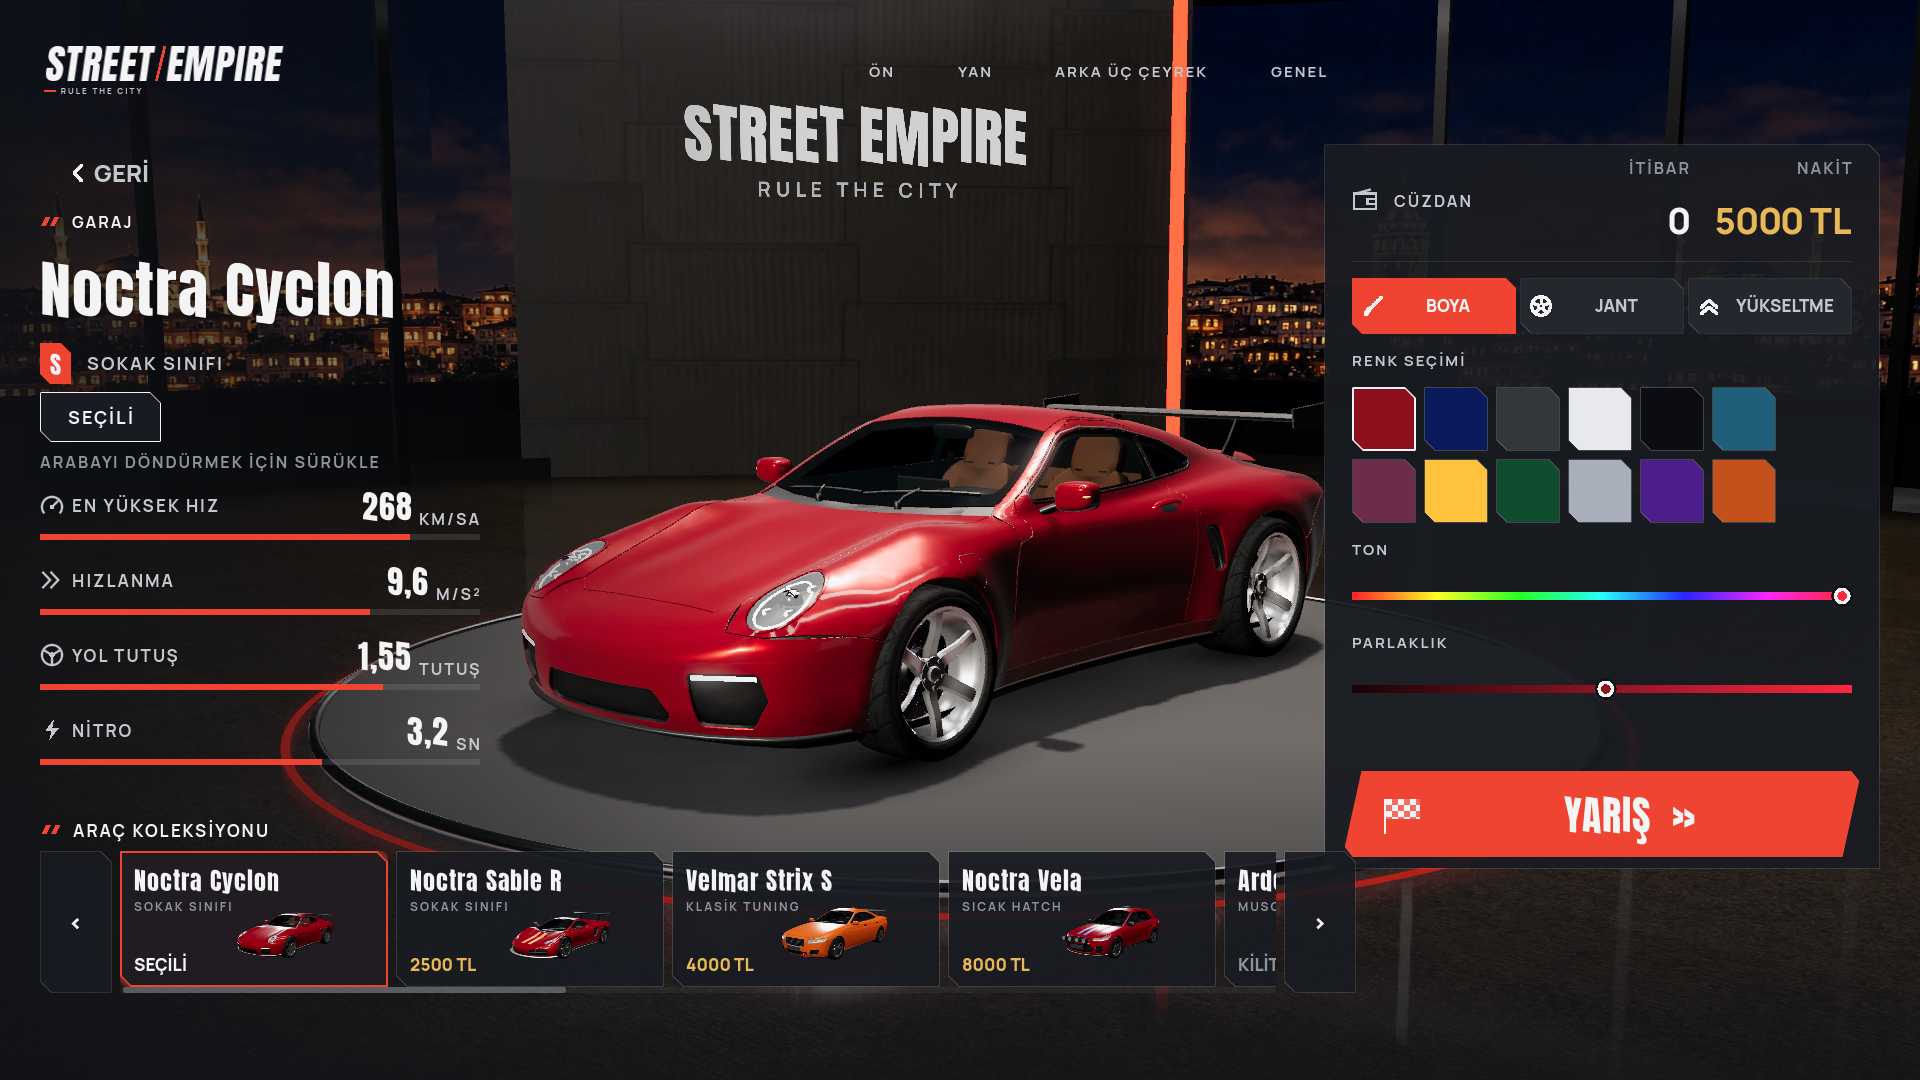 STREET/EMPIRE
RULE THE CITY
ÖN
YAN
ARKA ÜÇ ÇEYREK
GENEL
STREET EMPIRE
RULE THE CITY
GERİ
GARAJ
Noctra Cyclon
S
SOKAK SINIFI
SEÇİLİ
ARABAYI DÖNDÜRMEK İÇİN SÜRÜKLE
EN YÜKSEK HIZ 268 KM/SA
HIZLANMA 9,6 M/S²
YOL TUTUŞ 1,55 TUTUŞ
NİTRO 3,2 SN
CÜZDAN
İTİBAR
0
NAKİT
5000 TL
BOYA
JANT
YÜKSELTME
RENK SEÇİMİ
TON
PARLAKLIK
YARIŞ
ARAÇ KOLEKSİYONU
Noctra Cyclon
SOKAK SINIFI
SEÇİLİ
Noctra Sable R
SOKAK SINIFI
2500 TL
Velmar Strix S
KLASİK TUNING
4000 TL
Noctra Vela
SICAK HATCH
8000 TL